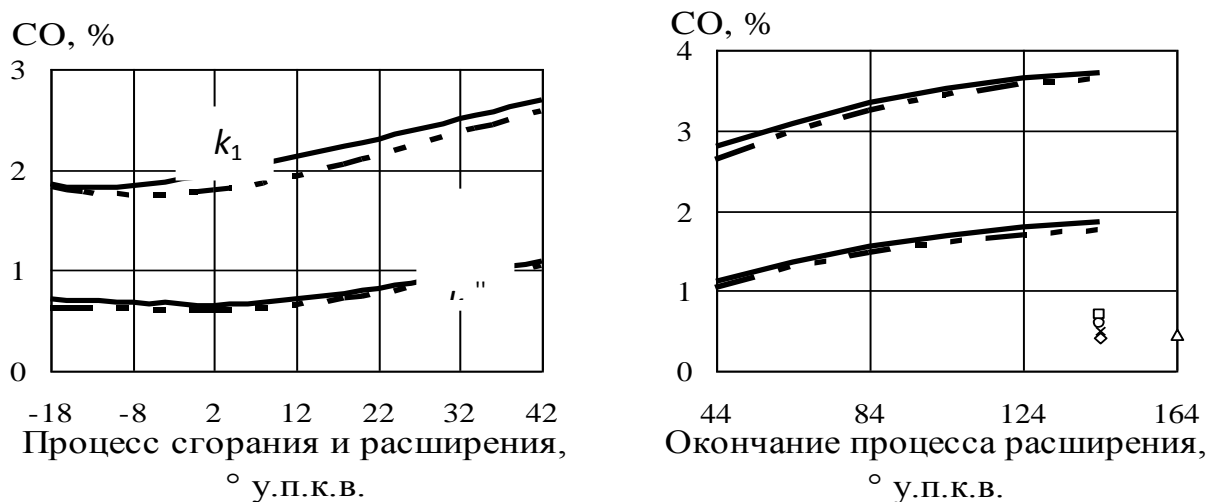 CO, %
3
2
1
0
k₁
"
-18 -8 2 12 22 32 42
Процесс сгорания и расширения,
° у.п.к.в.
CO, %
4
3
2
1
0
44 84 124 164
Окончание процесса расширения,
° у.п.к.в.